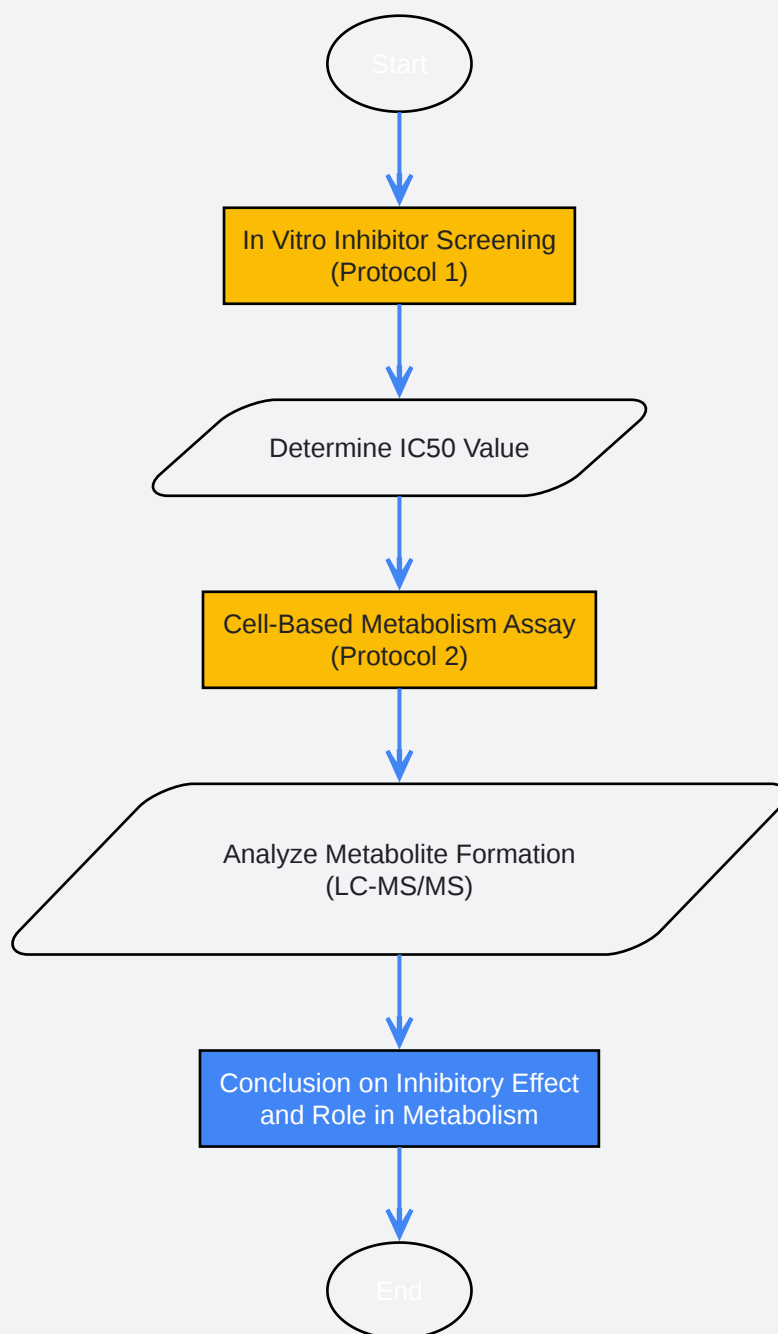 Start
In Vitro Inhibitor Screening
(Protocol 1)
Determine IC50 Value
Cell-Based Metabolism Assay
(Protocol 2)
Analyze Metabolite Formation
(LC-MS/MS)
Conclusion on Inhibitory Effect
and Role in Metabolism
End